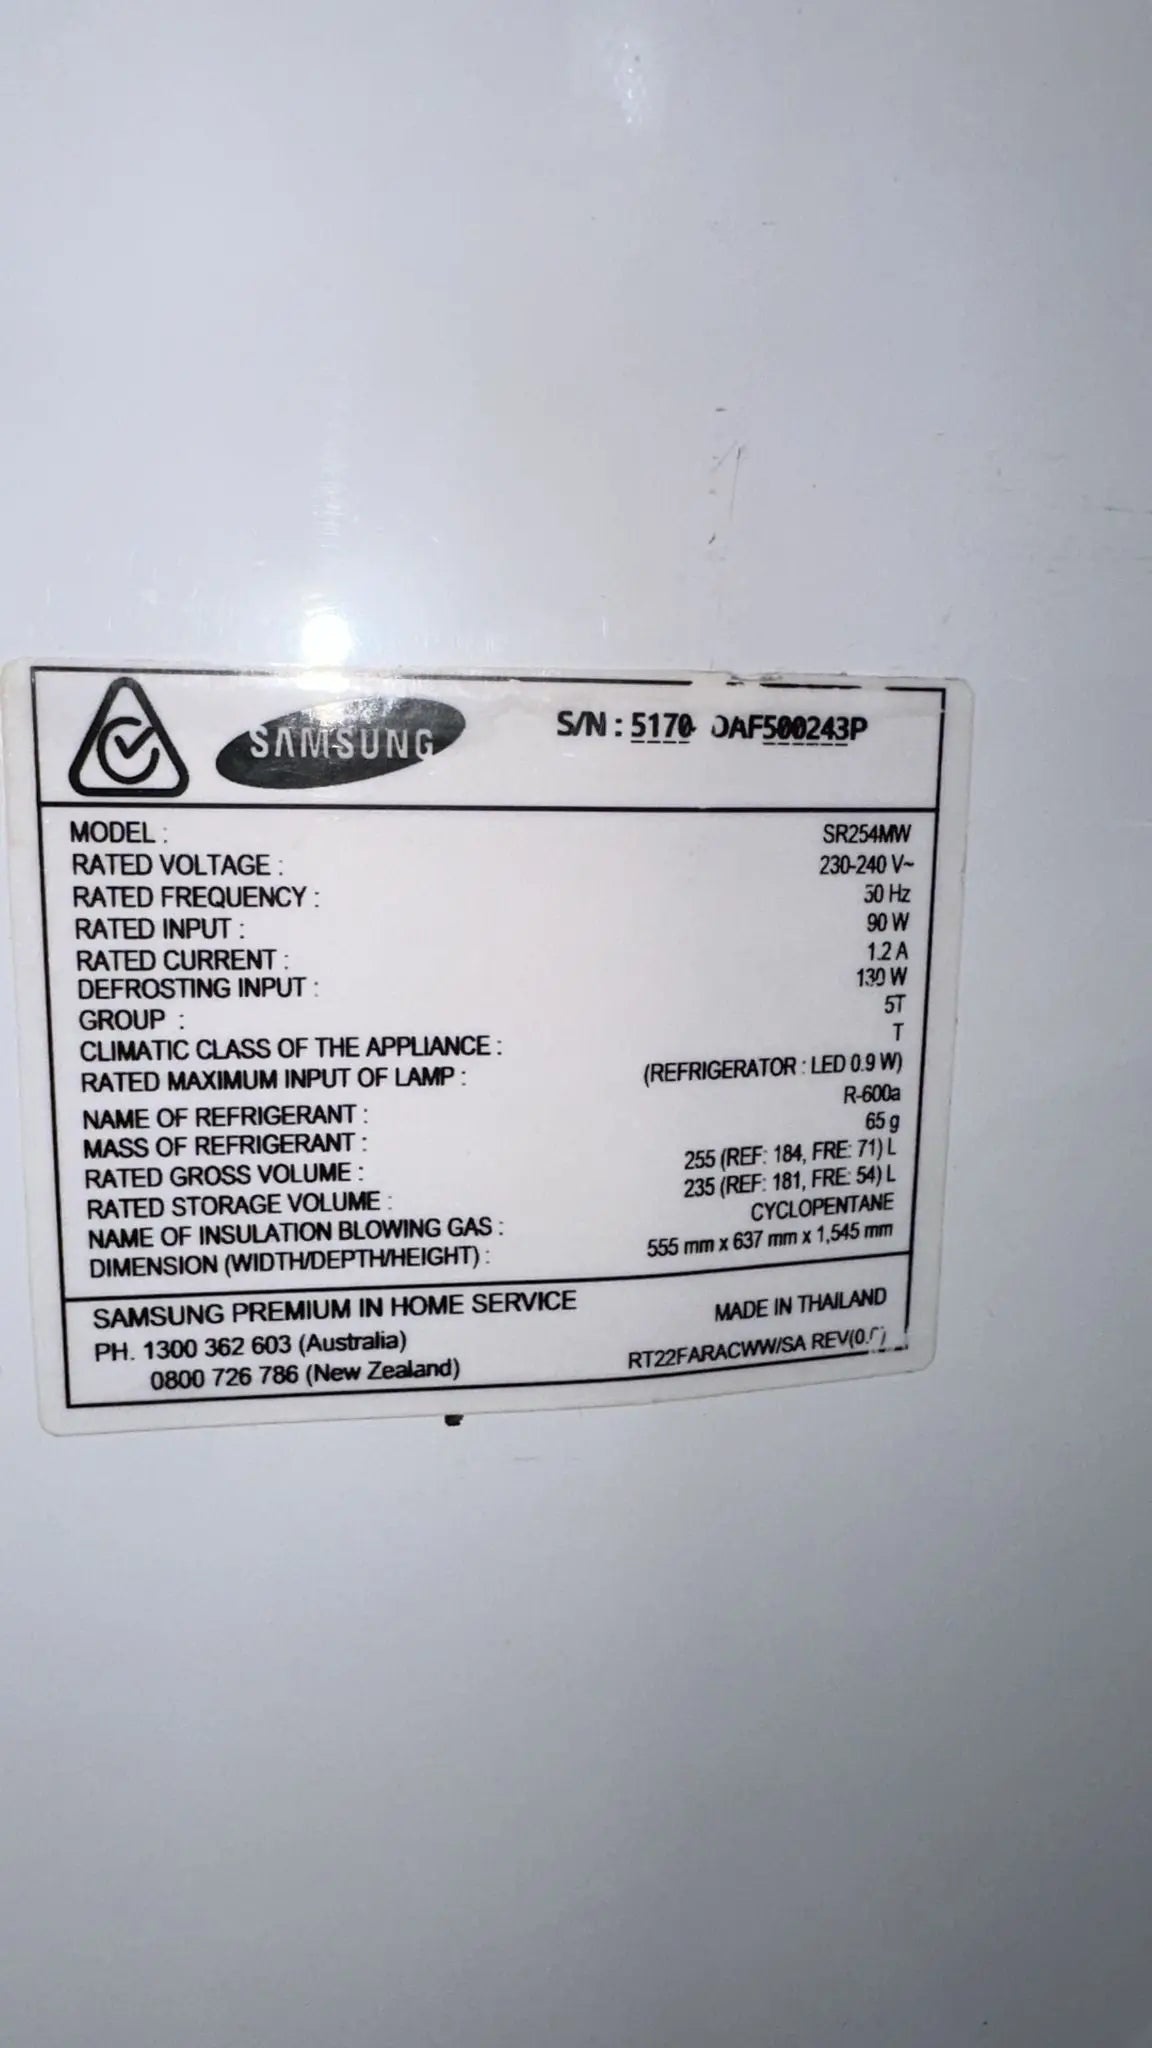 SAMSUNG
S/N : 5170 0AF500243P
MODEL : SR254MW
RATED VOLTAGE : 230-240 V~
RATED FREQUENCY : 50 Hz
RATED INPUT : 90 W
RATED CURRENT : 1.2 A
DEFROSTING INPUT : 130 W
GROUP : 5T
CLIMATIC CLASS OF THE APPLIANCE : T
RATED MAXIMUM INPUT OF LAMP : (REFRIGERATOR : LED 0.9 W)
NAME OF REFRIGERANT : R-600a
MASS OF REFRIGERANT : 65 g
RATED GROSS VOLUME : 255 (REF: 184, FRE: 71) L
RATED STORAGE VOLUME : 235 (REF: 181, FRE: 54) L
NAME OF INSULATION BLOWING GAS : CYCLOPENTANE
DIMENSION (WIDTH/DEPTH/HEIGHT) : 555 mm x 637 mm x 1,545 mm
SAMSUNG PREMIUM IN HOME SERVICE
PH. 1300 362 603 (Australia)
0800 726 786 (New Zealand)
MADE IN THAILAND
RT22FARACWW/SA